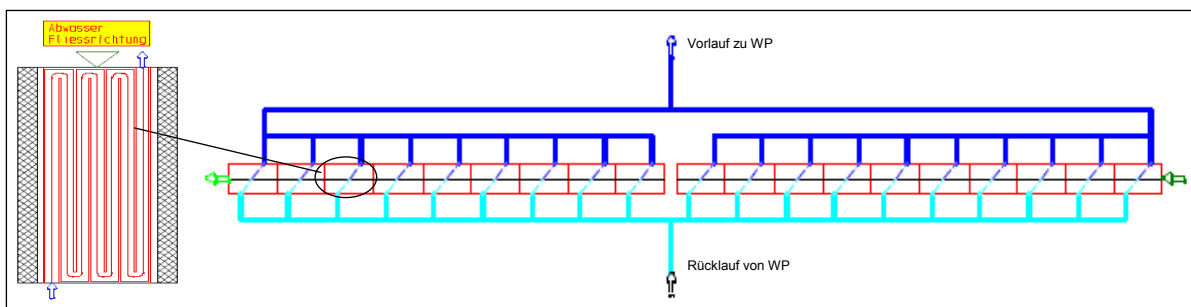 Abwasser
Fliessrichtung
Vorlauf zu WP
Rücklauf von WP